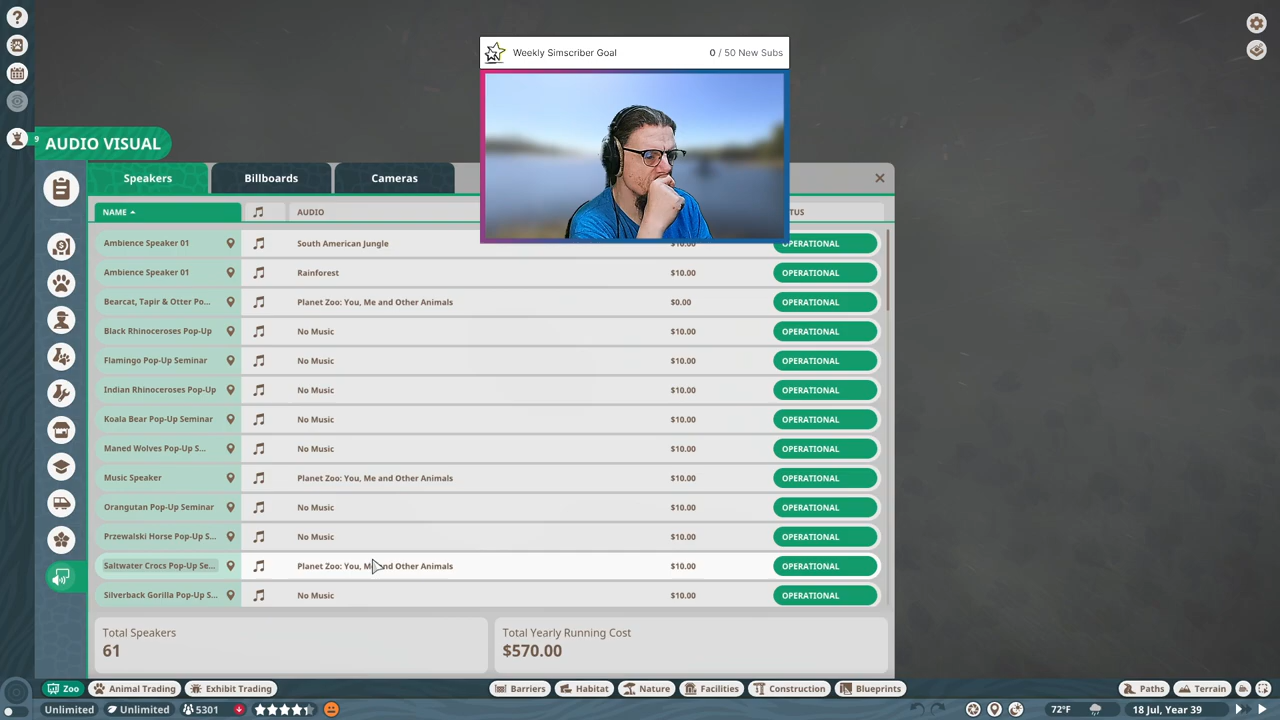 Weekly Simscriber Goal 0 / 50 New Subs
9
AUDIO VISUAL
Speakers Billboards Cameras
NAME AUDIO TUS
Ambience Speaker 01 South American Jungle $10.00 OPERATIONAL
Ambience Speaker 01 Rainforest $10.00 OPERATIONAL
Bearcat, Tapir & Otter Po... Planet Zoo: You, Me and Other Animals $0.00 OPERATIONAL
Black Rhinoceroses Pop-Up No Music $10.00 OPERATIONAL
Flamingo Pop-Up Seminar No Music $10.00 OPERATIONAL
Indian Rhinoceroses Pop-Up No Music $10.00 OPERATIONAL
Koala Bear Pop-Up Seminar No Music $10.00 OPERATIONAL
Maned Wolves Pop-Up S... No Music $10.00 OPERATIONAL
Music Speaker Planet Zoo: You, Me and Other Animals $10.00 OPERATIONAL
Orangutan Pop-Up Seminar No Music $10.00 OPERATIONAL
Przewalski Horse Pop-Up S... No Music $10.00 OPERATIONAL
Saltwater Crocs Pop-Up Se... Planet Zoo: You, Me and Other Animals $10.00 OPERATIONAL
Silverback Gorilla Pop-Up S... No Music $10.00 OPERATIONAL
Total Speakers Total Yearly Running Cost
61 $570.00
Zoo Animal Trading Exhibit Trading Barriers Habitat Nature Facilities Construction Blueprints Paths Terrain
Unlimited Unlimited 5301 72°F 18 Jul, Year 39